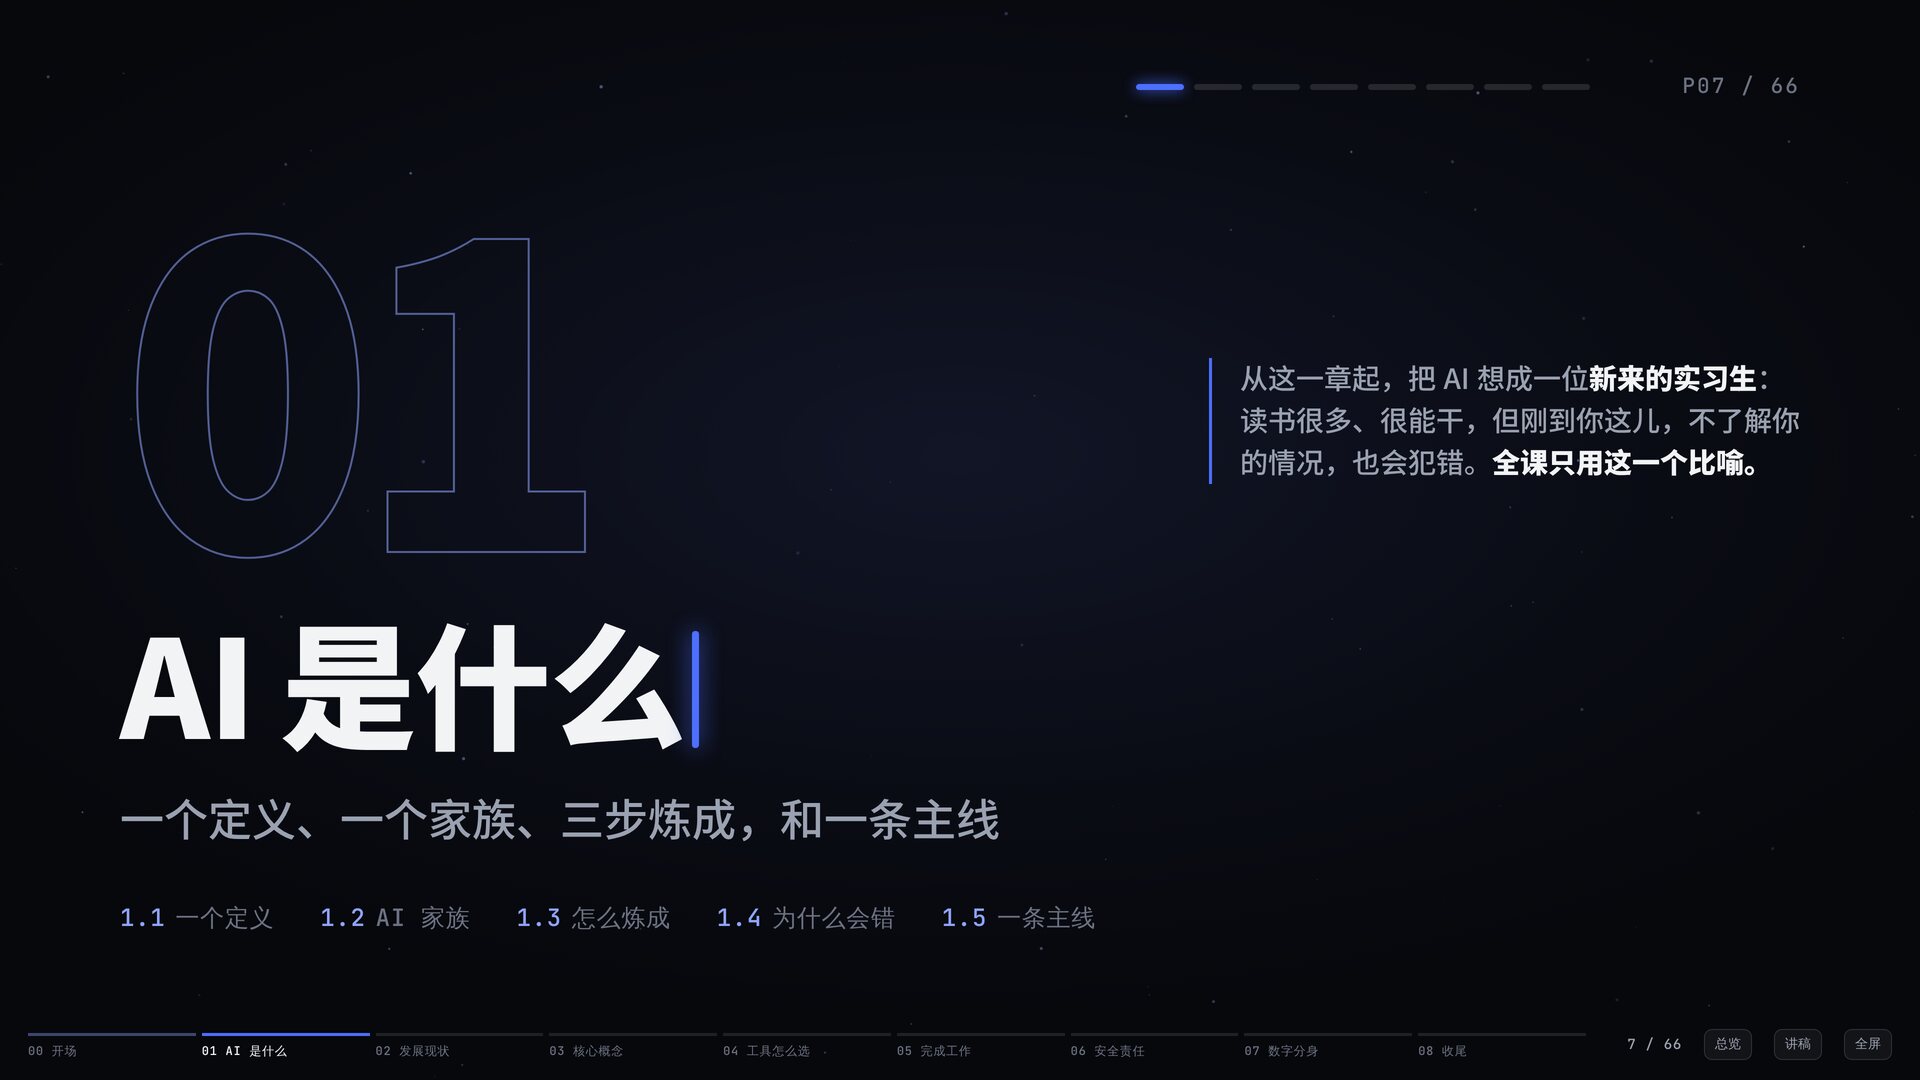 P07 / 66
01
从这一章起，把 AI 想成一位新来的实习生：
读书很多、很能干，但刚到你这儿，不了解你
的情况，也会犯错。全课只用这一个比喻。
AI 是什么
一个定义、一个家族、三步炼成，和一条主线
1.1 一个定义 1.2 AI 家族 1.3 怎么炼成 1.4 为什么会错 1.5 一条主线
00 开场 01 AI 是什么 02 发展现状 03 核心概念 04 工具怎么选 05 完成工作 06 安全责任 07 数字分身 08 收尾 7 / 66 总览 讲稿 全屏